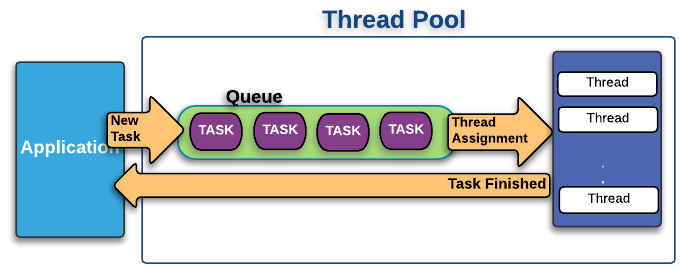 Thread Pool
Queue
Application
New
Task
TASK TASK TASK TASK
Thread
Assignment
Thread
Thread
.
.
Thread
Task Finished